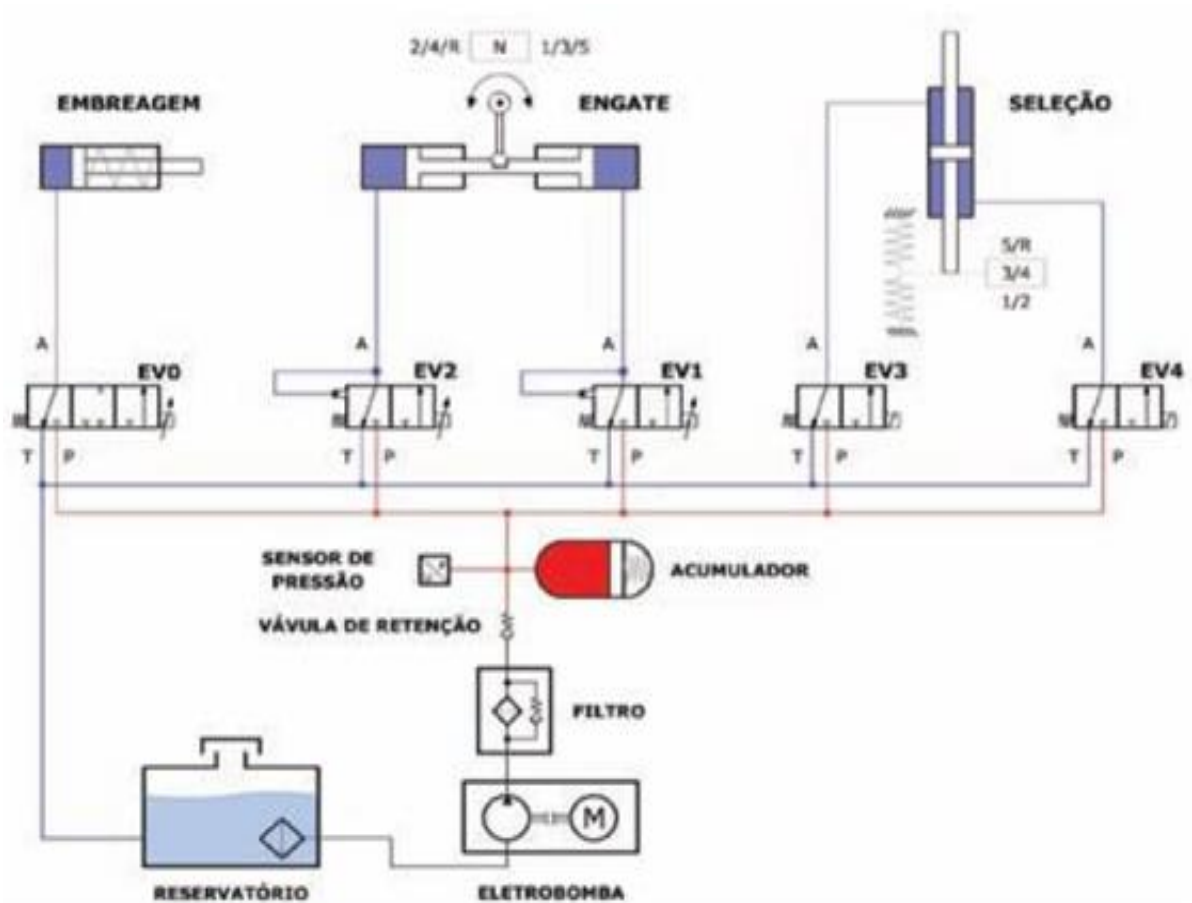 2/4/R N 1/3/5
EMBREAGEM
ENGATE
SELEÇÃO
5/R
3/4
1/2
A
EV0
A
EV2
A
EV1
A
EV3
A
EV4
T P
T P
T P
T P
T P
SENSOR DE
PRESSÃO
ACUMULADOR
VÁVULA DE RETENÇÃO
FILTRO
M
RESERVATÓRIO
ELETROBOMBA